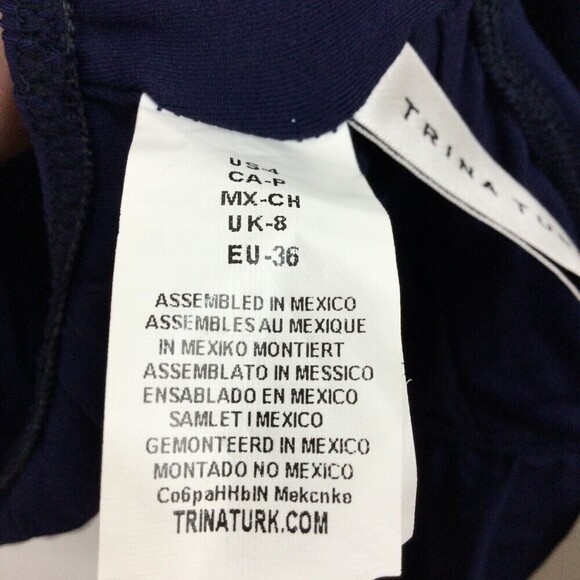 US-4
CA-P
MX-CH
UK-8
EU-36
ASSEMBLED IN MEXICO
ASSEMBLES AU MEXIQUE
IN MEXIKO MONTIERT
ASSEMBLATO IN MESSICO
ENSABLADO EN MEXICO
SAMLET I MEXICO
GEMONTEERD IN MEXICO
MONTADO NO MEXICO
Co6paHHbIN Mekcnke
TRINATURK.COM
TRINA TUR